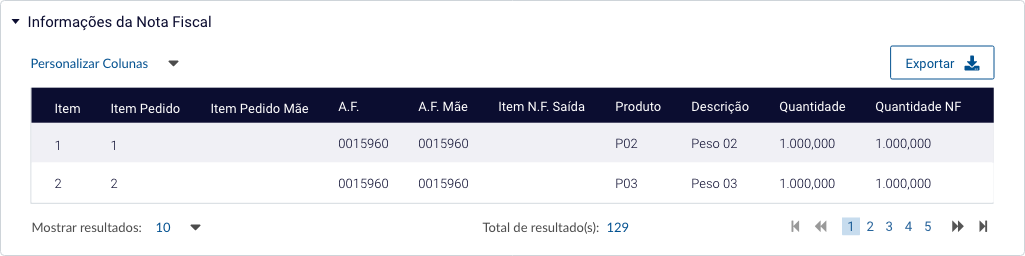 Informações da Nota Fiscal
Personalizar Colunas
Exportar
Item Item Pedido Item Pedido Mãe A.F. A.F. Mãe Item N.F. Saída Produto Descrição Quantidade Quantidade NF
1 1 0015960 0015960 P02 Peso 02 1.000,000 1.000,000
2 2 0015960 0015960 P03 Peso 03 1.000,000 1.000,000
Mostrar resultados: 10 Total de resultado(s): 129 1 2 3 4 5